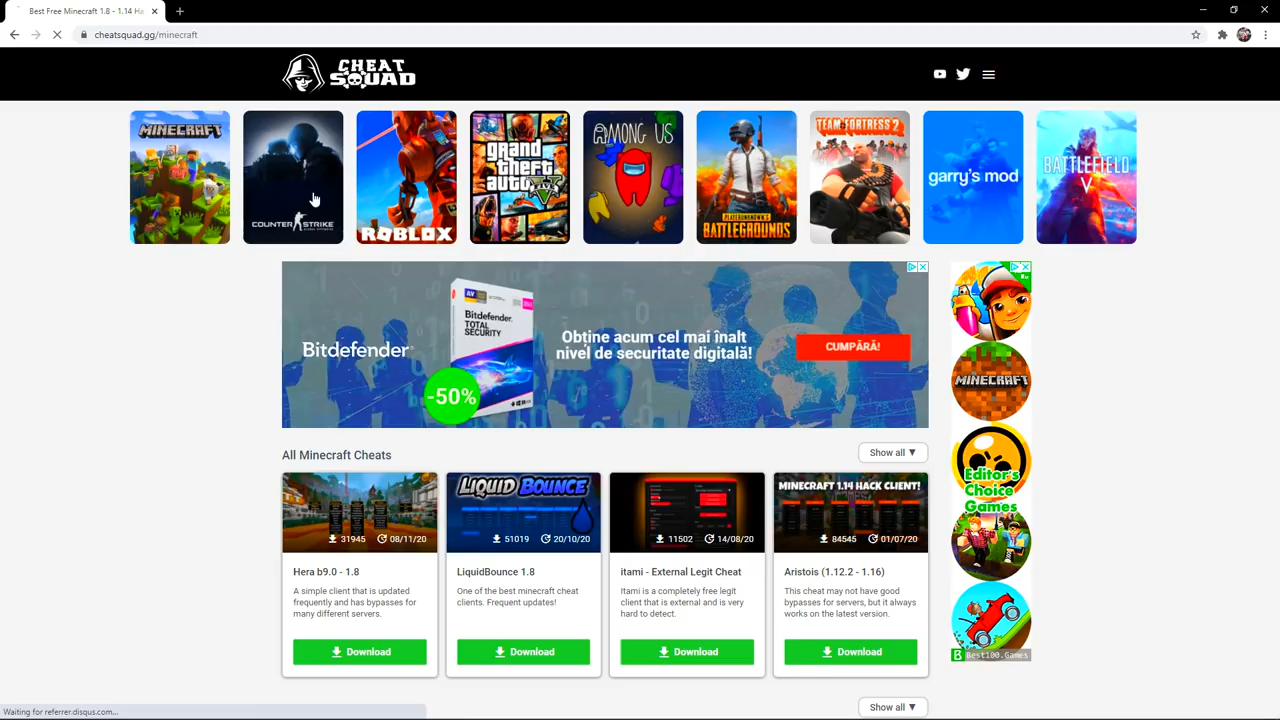 Best Free Minecraft 1.8 - 1.14 Ha
cheatsquad.gg/minecraft
CHEAT
SQUAD
MINECRAFT
COUNTER STRIKE
ROBLOX
grand
theft
auto
FIVE
AMONG US
PLAYERUNKNOWN'S
BATTLEGROUNDS
TEAM FORTRESS 2
garry's mod
BATTLEFIELD
V
Bitdefender
Bitdefender
TOTAL
SECURITY
-50%
Obține acum cel mai înalt
nivel de securitate digitală!
CUMPĂRĂ!
MINECRAFT
Editor's
Choice
Games
B Best100.Games
All Minecraft Cheats
Show all ▼
31945 08/11/20
Hera b9.0 - 1.8
A simple client that is updated
frequently and has bypasses for
many different servers.
Download
LIQUID BOUNCE
51019 20/10/20
LiquidBounce 1.8
One of the best minecraft cheat
clients. Frequent updates!
Download
11502 14/08/20
itami - External Legit Cheat
Itami is a completely free legit
client that is external and is very
hard to detect.
Download
MINECRAFT 1.14 HACK CLIENT!
84545 01/07/20
Aristois (1.12.2 - 1.16)
This cheat may not have good
bypasses for servers, but it always
works on the latest version.
Download
Show all ▼
Waiting for referrer.disqus.com...